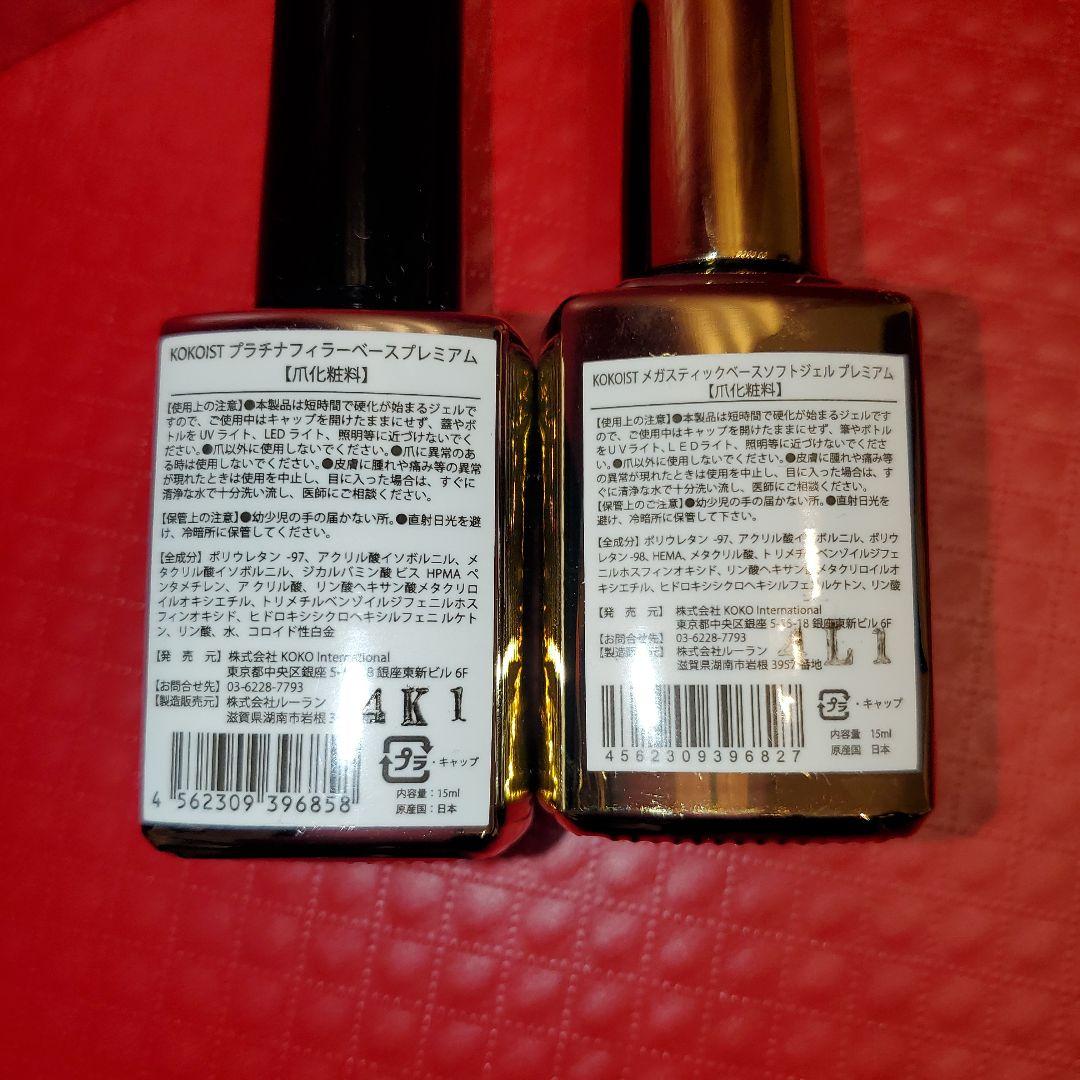 KOKOIST プラチナフィラーベースプレミアム
【爪化粧料】
【使用上の注意】●本製品は短時間で硬化が始まるジェルで
すので、ご使用中はキャップを開けたままにせず、蓋やボ
トルを UV ライト、LED ライト、照明等に近づけないでく
ださい。●爪以外に使用しないでください。●爪に異常のあ
る時は使用しないでください。●皮膚に腫れや痛み等の異常
が現れたときは使用を中止し、目に入った場合は、すぐに
清浄な水で十分洗い流し、医師にご相談ください。
【保管上の注意】●幼少児の手の届かない所。●直射日光を避
け、冷暗所に保管してください。
【全成分】ポリウレタン -97、アクリル酸イソボルニル、メ
タクリル酸イソボルニル、ジカルバミン酸 ビス HPMA ペ
ンタメチレン、アクリル酸、リン酸ヘキサン酸メタクリロ
イルオキシエチル、トリメチルベンゾイルジフェニルホス
フィンオキシド、ヒドロキシシクロヘキシルフェニルケト
ン、リン酸、水、コロイド性白金
【発 売 元】 株式会社 KOKO International
東京都中央区銀座 5- 8 銀座東新ビル 6F
【お問合せ先】 03-6228-7793
【製造販売元】 株式会社ルーラン
滋賀県湖南市岩根 3
4K1
プラ ・キャップ
4 562309 396858
内容量：15ml
原産国：日本
KOKOIST メガスティックベースソフトジェル プレミアム
【爪化粧料】
【使用上の注意】●本製品は短時間で硬化が始まるジェルで
すので、ご使用中はキャップを開けたままにせず、筆やボトル
をＵＶライト、ＬＥＤライト、照明等に近づけないでくださ
い。●爪以外に使用しないでください。●皮膚に腫れや痛み等
の異常が現れたときは使用を中止し、目に入った場合は、すぐ
に清浄な水で十分洗い流し、医師にご相談ください。
【保管上のご注意】●幼少児の手の届かない所。●直射日光を
避け、冷暗所に保管して下さい。
【全成分】ポリウレタン -97、アクリル酸イソボルニル、ポリウ
レタン-98、HEMA、メタクリル酸、トリメチルベンゾイルジフェ
ニルホスフィンオキシド、リン酸ヘキサン酸メタクリロイルオ
キシエチル、ヒドロキシシクロヘキシルフェニルケトン、リン酸
【発 売 元】 株式会社 KOKO International
東京都中央区銀座 5-16-18 銀座東新ビル 6F
【お問合せ先】 03-6228-7793
【製造販売元】 株式会社ルーラン
滋賀県湖南市岩根 3957番地
4L1
プラ ・キャップ
4562309396827
内容量 15ml
原産国 日本